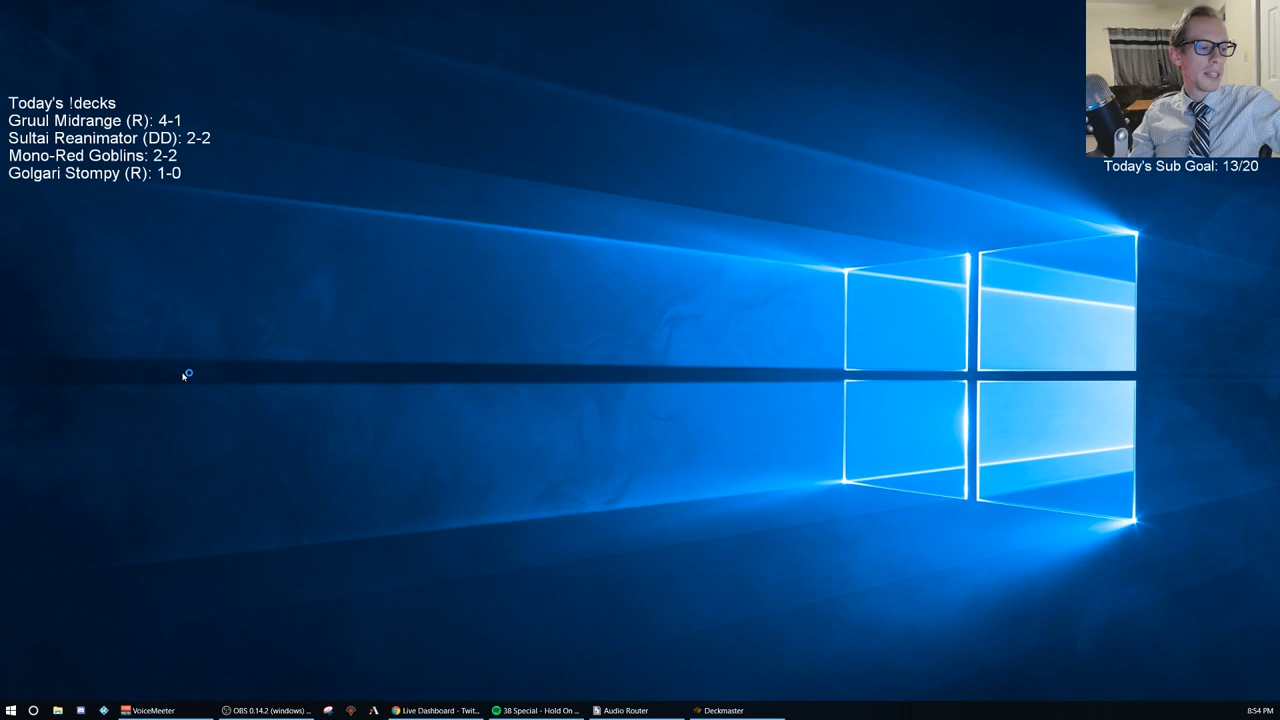 Today's !decks
Gruul Midrange (R): 4-1
Sultai Reanimator (DD): 2-2
Mono-Red Goblins: 2-2
Golgari Stompy (R): 1-0
Today's Sub Goal: 13/20
VoiceMeeter
OBS 0.14.2 (windows) ...
Live Dashboard - Twit...
38 Special - Hold On ...
Audio Router
Deckmaster
8:54 PM